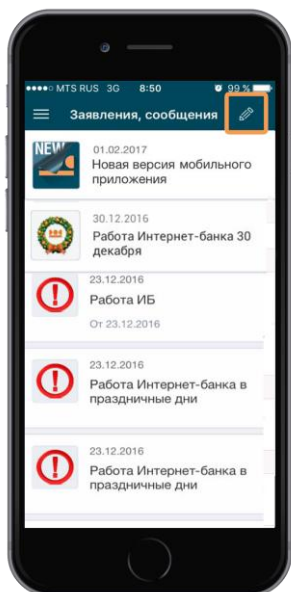 MTS RUS 3G 8:50 99 %
Заявления, сообщения
NEW
01.02.2017
Новая версия мобильного
приложения
30.12.2016
Работа Интернет-банка 30
декабря
23.12.2016
Работа ИБ
От 23.12.2016
23.12.2016
Работа Интернет-банка в
праздничные дни
23.12.2016
Работа Интернет-банка в
праздничные дни